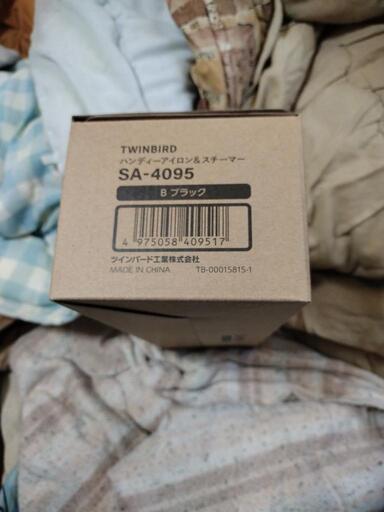 TWINBIRD
ハンディーアイロン&スチーマー
SA-4095
B ブラック
4 975058 409517
ツインバード工業株式会社
MADE IN CHINA TB-00015815-1